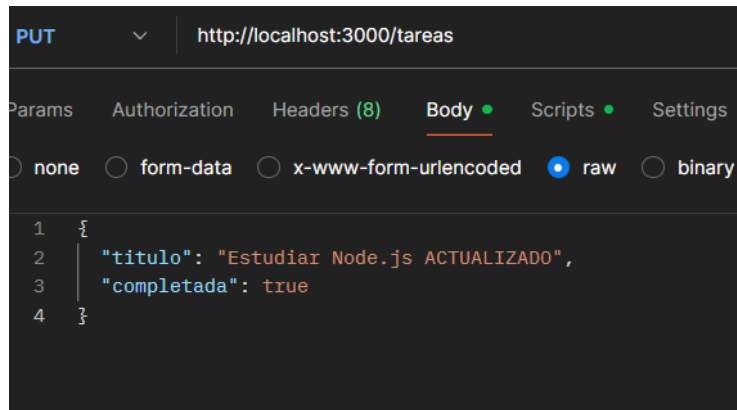 PUT http://localhost:3000/tareas
Params Authorization Headers (8) Body Scripts Settings
none form-data x-www-form-urlencoded raw binary
1 {
2 "titulo": "Estudiar Node.js ACTUALIZADO",
3 "completada": true
4 }